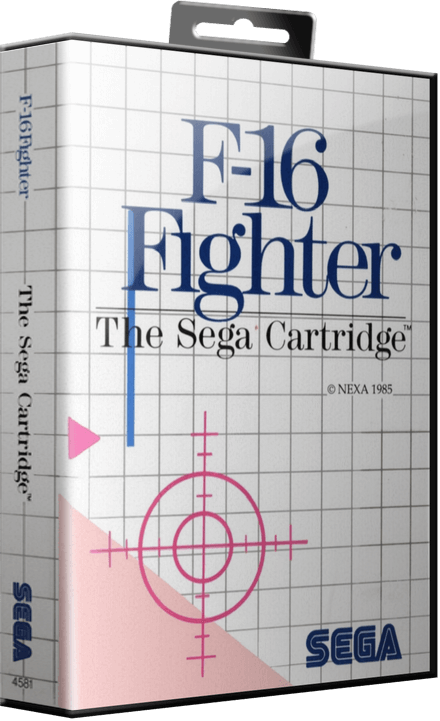 F-16 Fighter
The Sega Cartridge™
SEGA
4581
F-16
Fighter
The Sega Cartridge™
© NEXA 1985
SEGA